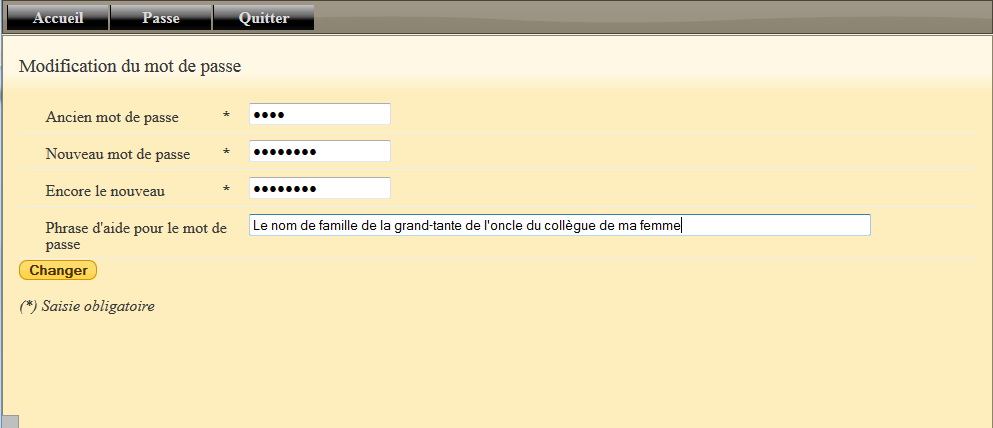 Accueil Passe Quitter
Modification du mot de passe
Ancien mot de passe * ••••
Nouveau mot de passe * ••••••••
Encore le nouveau * ••••••••
Phrase d'aide pour le mot de Le nom de famille de la grand-tante de l'oncle du collègue de ma femme
passe
Changer
(*) Saisie obligatoire